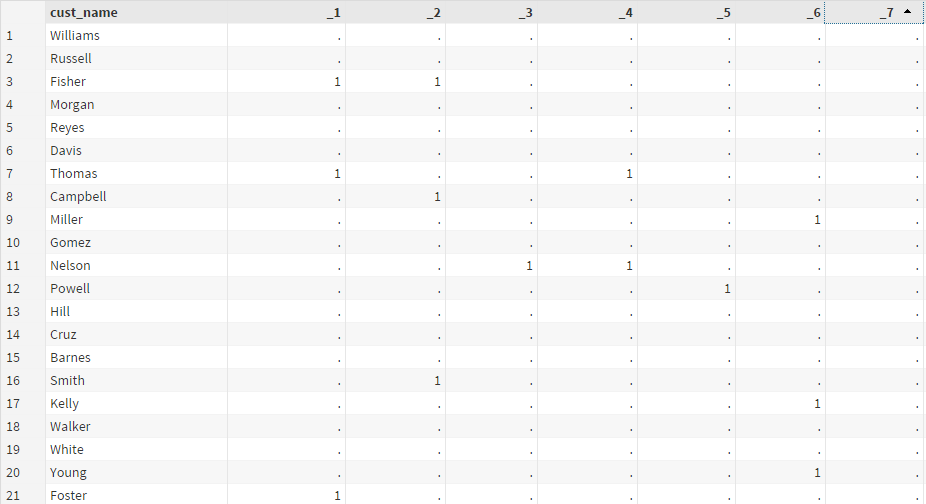 cust_name _1 _2 _3 _4 _5 _6 _7
1 Williams . . . . . . .
2 Russell . . . . . . .
3 Fisher 1 1 . . . . .
4 Morgan . . . . . . .
5 Reyes . . . . . . .
6 Davis . . . . . . .
7 Thomas 1 . . 1 . . .
8 Campbell . 1 . . . . .
9 Miller . . . . . 1 .
10 Gomez . . . . . . .
11 Nelson . . 1 1 . . .
12 Powell . . . . 1 . .
13 Hill . . . . . . .
14 Cruz . . . . . . .
15 Barnes . . . . . . .
16 Smith . 1 . . . . .
17 Kelly . . . . . 1 .
18 Walker . . . . . . .
19 White . . . . . . .
20 Young . . . . . 1 .
21 Foster 1 . . . . . .